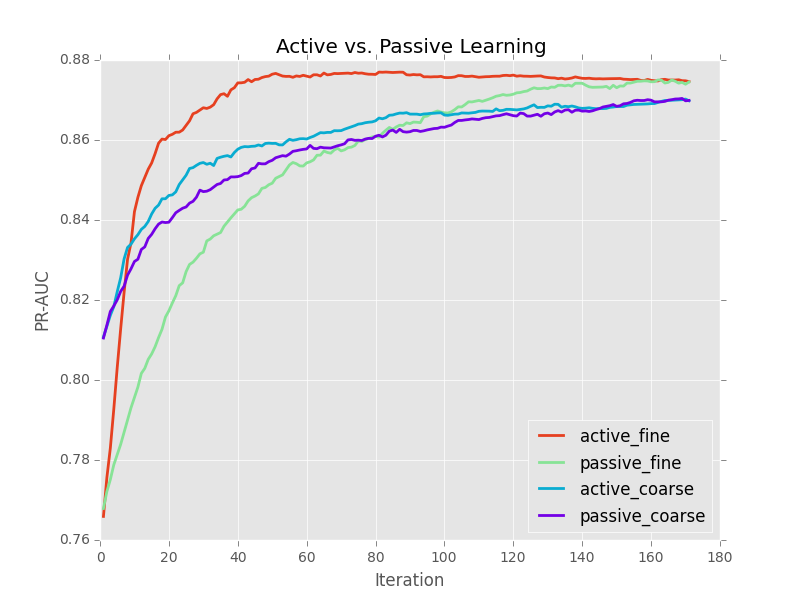 Active vs. Passive Learning
0.88
0.86
0.84
0.82
0.80
0.78
0.76
PR-AUC
active_fine
passive_fine
active_coarse
passive_coarse
0 20 40 60 80 100 120 140 160 180
Iteration